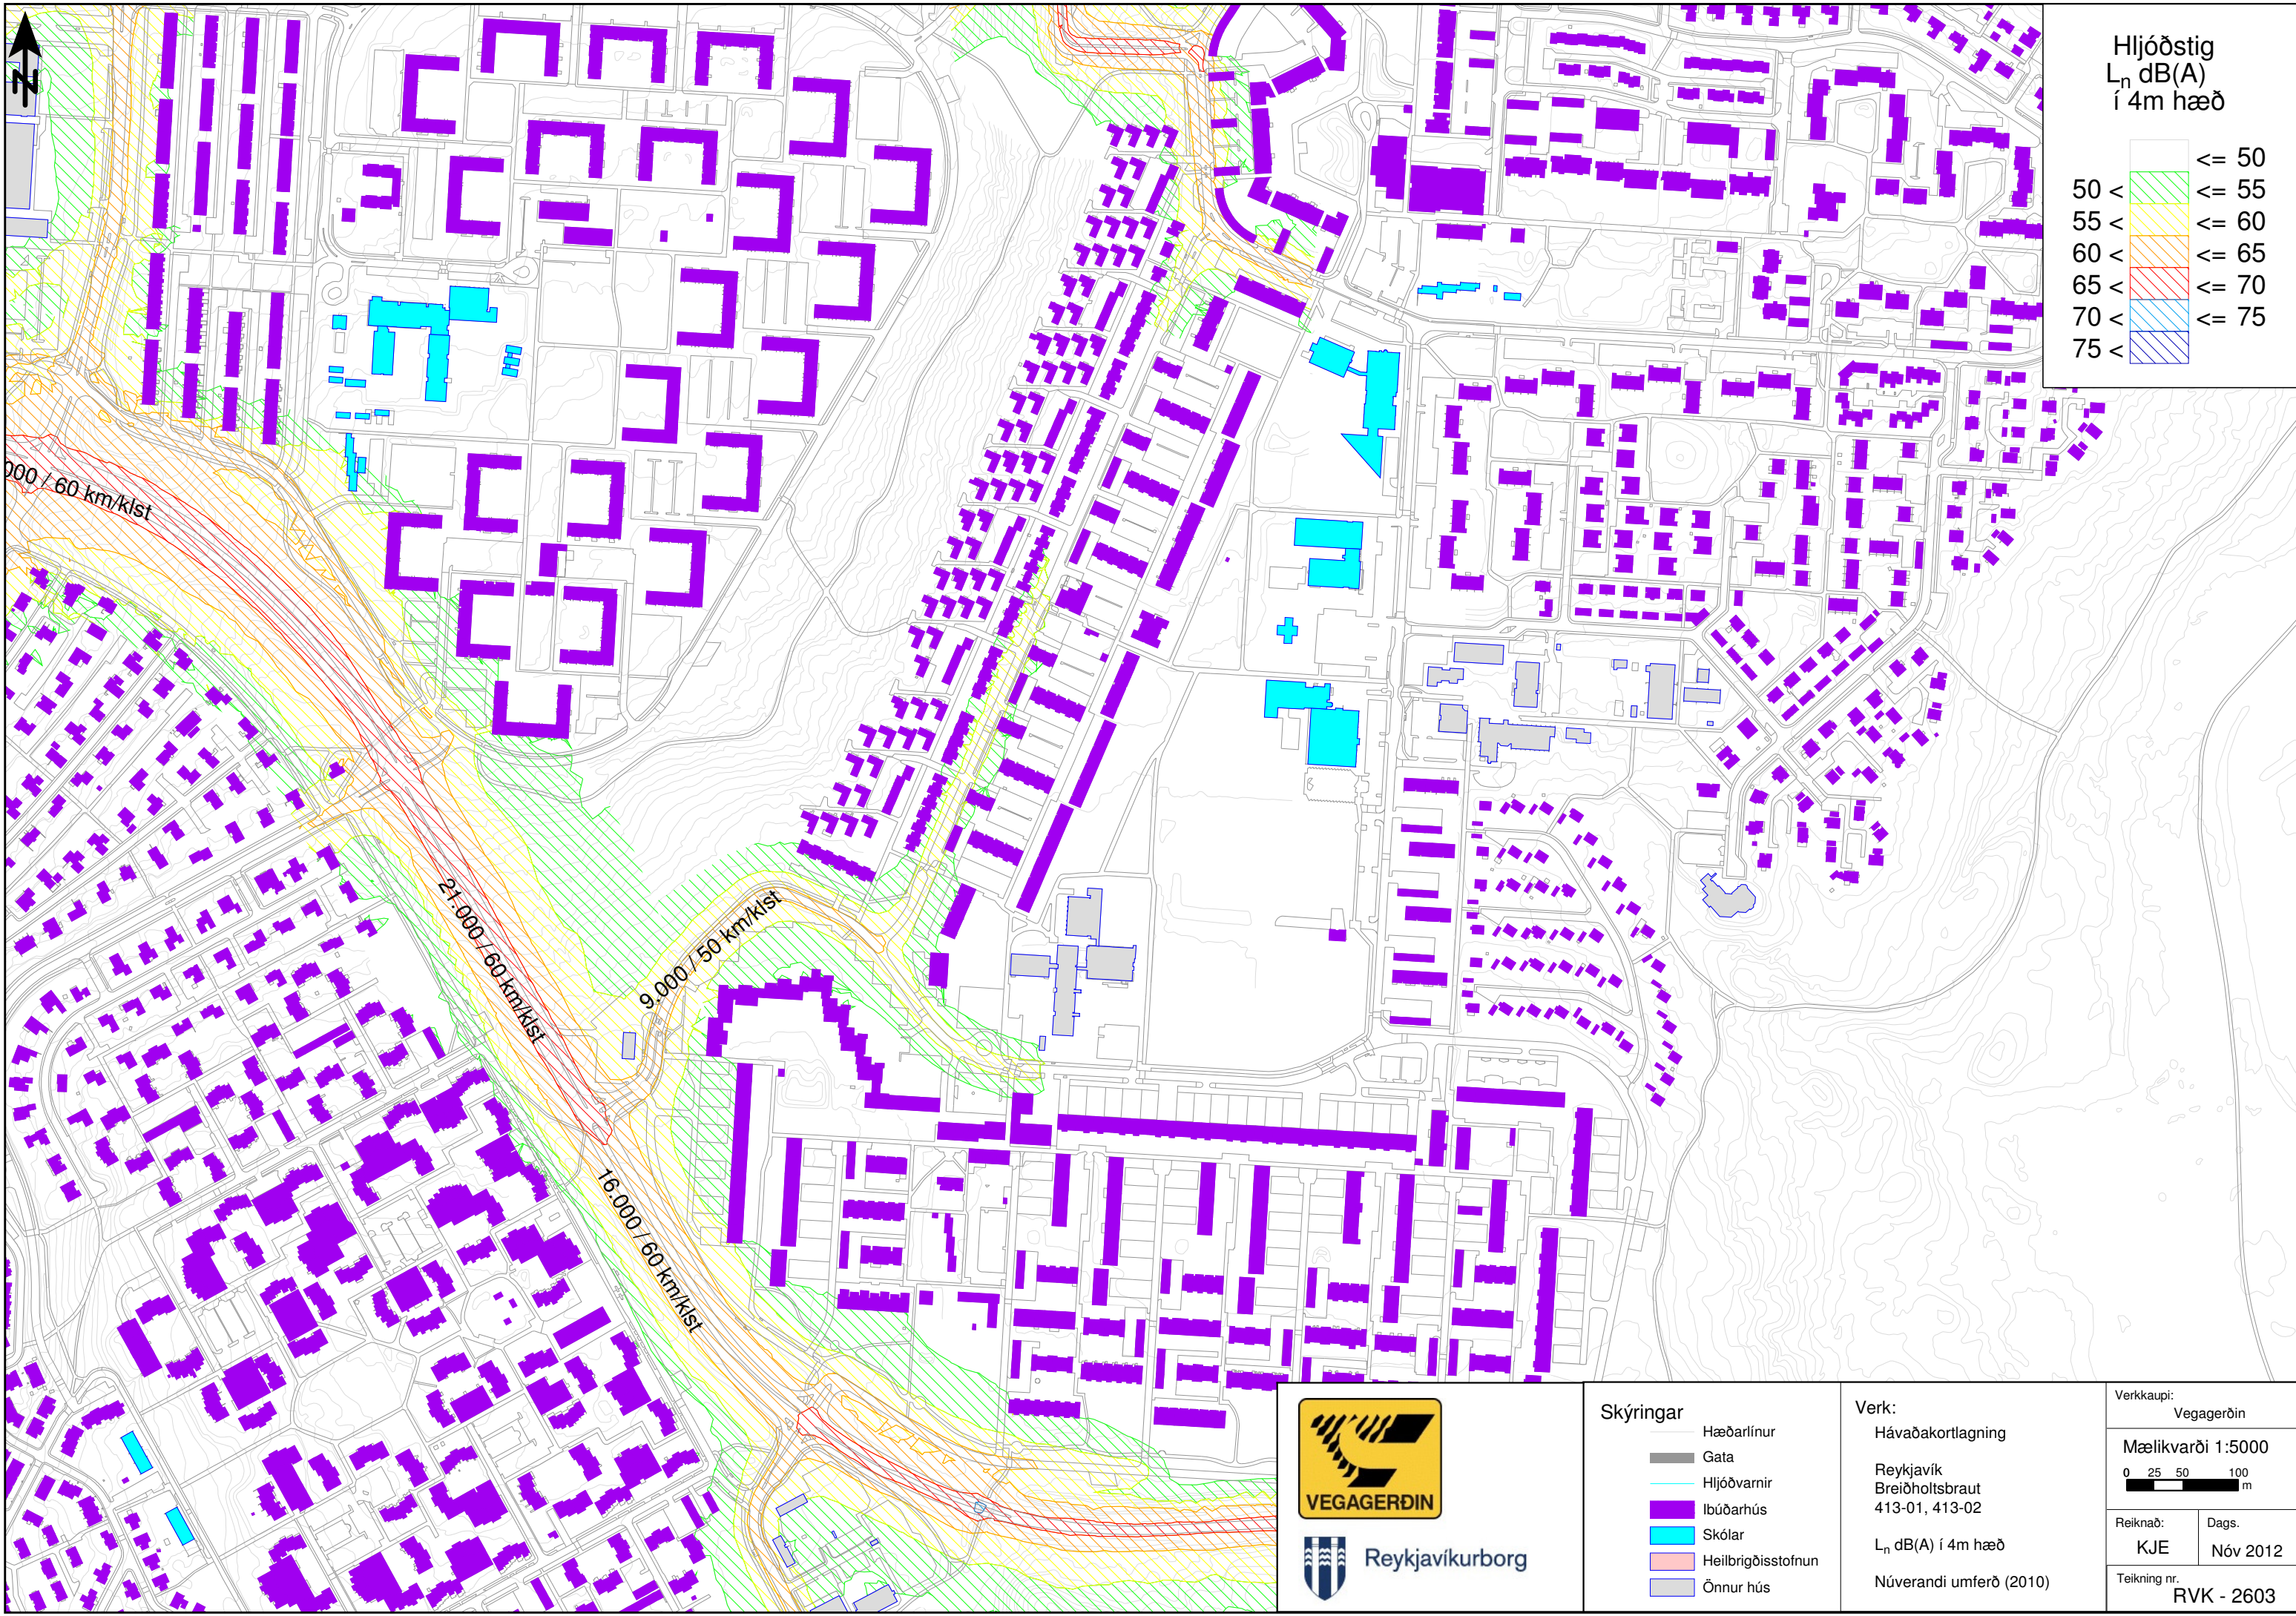 N
Hljóðstig
Ln dB(A)
í 4m hæð
<= 50
50 < <= 55
55 < <= 60
60 < <= 65
65 < <= 70
70 < <= 75
75 <
000 / 60 km/klst
21.000 / 60 km/klst
9.000 / 50 km/klst
16.000 / 60 km/klst
VEGAGERÐIN
Reykjavíkurborg
Skýringar
Hæðarlínur
Gata
Hljóðvarnir
Ibúðarhús
Skólar
Heilbrigðisstofnun
Önnur hús
Verk:
Hávaðakortlagning
Reykjavík
Breiðholtsbraut
413-01, 413-02
Ln dB(A) í 4m hæð
Núverandi umferð (2010)
Verkkaupi:
Vegagerðin
Mælikvarði 1:5000
0 25 50 100
m
Reiknað:
KJE
Dags.
Nóv 2012
Teikning nr.
RVK - 2603